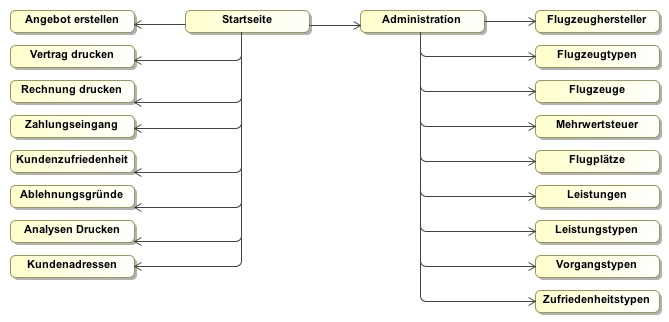 Angebot erstellen
Startseite
Administration
Flugzeughersteller
Vertrag drucken
Flugzeugtypen
Rechnung drucken
Flugzeuge
Zahlungseingang
Mehrwertsteuer
Kundenzufriedenheit
Flugplätze
Ablehnungsgründe
Leistungen
Analysen Drucken
Leistungstypen
Kundenadressen
Vorgangstypen
Zufriedenheitstypen